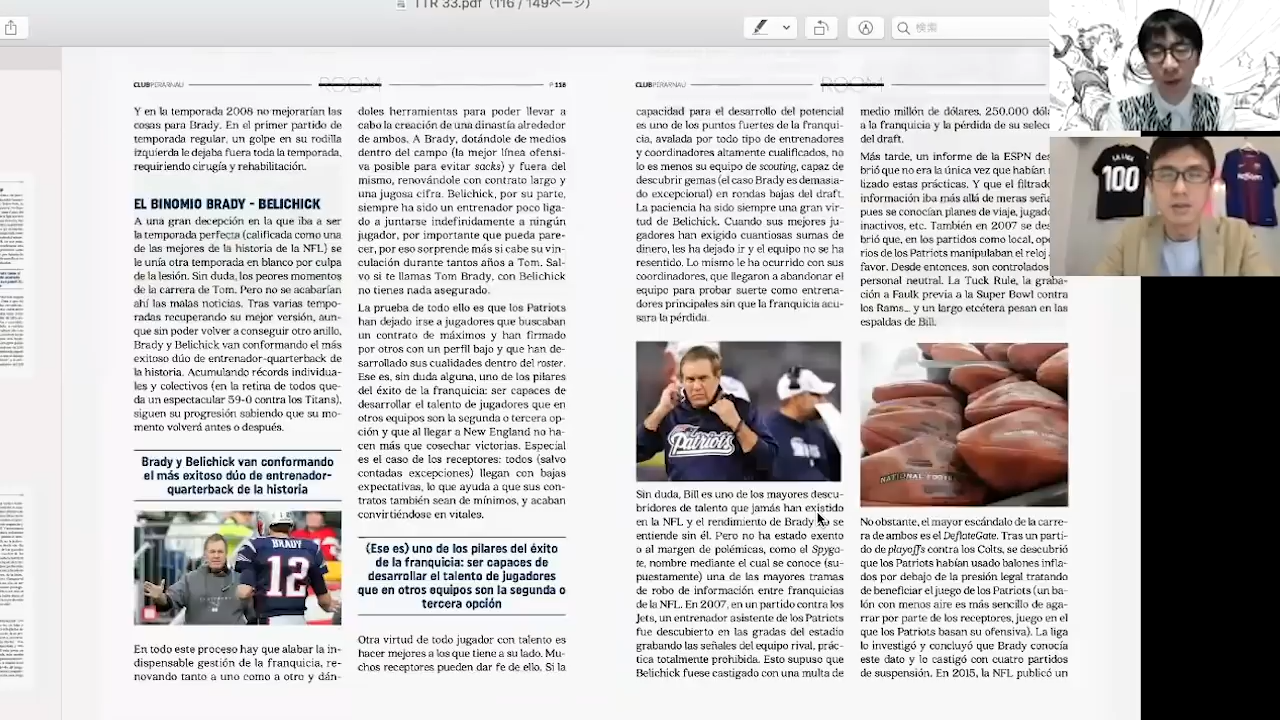 TTR 33.pdf (116 / 149ページ)
検索
CLUBPERARNAU
ROOM
P 116
Y en la temporada 2008 no mejorarían las
cosas para Brady. En el primer partido de
temporada regular, un golpe en su rodilla
izquierda le dejaba fuera toda la temporada,
requiriendo cirugía y rehabilitación.
EL BINOMIO BRADY - BELICHICK
A una gran decepción en la que iba a ser
la temporada perfecta (calificada como una
de las mejores de la historia de la NFL) se
le unía otra temporada en blanco por culpa
de la lesión. Sin duda, los peores momentos
de la carrera de Tom. Pero no se acabarían
ahí las malas noticias. Tras varias tempo-
radas recuperando su mejor versión, aun-
que sin poder volver a conseguir otro anillo,
Brady y Belichick van conformando el más
exitoso dúo de entrenador-quarterback de
la historia. Acumulando récords individua-
les y colectivos (en la retina de todos que-
da un espectacular 59-0 contra los Titans),
siguen su progresión sabiendo que su mo-
mento volverá antes o después.
Brady y Belichick van conformando
el más exitoso dúo de entrenador-
quarterback de la historia
En todo este proceso hay que alabar la in-
dispensable gestión de la franquicia, re-
novando tanto a uno como a otro y dán-
doles herramientas para poder llevar a
cabo la creación de una dinastía alrededor
de ambos. A Brady, dotándole de medios
dentro del campo (la mejor línea ofensi-
va posible para evitar sacks) y fuera del
mismo, renovándole en contratos largos y
con una jugosa cifra. Belichick, por su parte,
siempre ha sido un entrenador poco proba-
ble a juntarse infinitamente a ningún
jugador, por importante que pueda pare-
cer, por eso sorprende más si cabe su vin-
culación durante tantos años a Tom. Sal-
vo si te llamas Tom Brady, con Belichick
no tienes nada asegurado.
La prueba de todo ello es que los Patriots
han dejado irse a jugadores que buscaban
un contrato de máximos y han firmado
por otros con un perfil bajo y que han de-
sarrollado sus cualidades dentro del roster.
Ese es, sin duda alguna, uno de los pilares
del éxito de la franquicia: ser capaces de
desarrollar el talento de jugadores que en
otros equipos son la segunda o tercera op-
ción y que al llegar a New England no ha-
cen más que cosechar victorias. Especial
es el caso de los receptores: todos (salvo
contadas excepciones) llegan con bajas
expectativas, lo que ayuda a que sus con-
tratos también sean de mínimos, y acaban
convirtiéndose en
(Ese es) uno de los pilares del éxito
de la franquicia: ser capaces de
desarrollar el talento de jugadores
que en otros equipos son la segunda o
tercera opción
Otra virtud de todo jugador con talento es
hacer mejores a los que tiene a su lado. Mu-
chos receptores pueden dar fe de ello. Si la
CLUBPERARNAU
ROOM
capacidad para el desarrollo del potencial
es uno de los puntos fuertes de la franqui-
cia, avalada por todo tipo de entrenadores
y coordinadores altamente cualificados, no
lo es menos su equipo de scouting, capaz de
descubrir genios (el caso Brady es demasia-
do excepcional) en rondas bajas del draft.
La paciencia ha sido siempre una gran vir-
tud de Belichick. Cuando sus mejores ju-
gadores han exigido cuantiosas sumas de
dinero, les ha dejado ir y el equipo no se ha
resentido. Lo mismo le ha ocurrido con sus
coordinadores, que llegaron a abandonar el
equipo para probar suerte como entrena-
dores principales sin que la franquicia acu-
sara la pérdida.
Patriots
Sin duda, Bill es uno de los mayores descu-
bridores de talento que jamás ha existido
en la NFL. Su rendimiento al Brady no se
entiende sin él, pero no ha estado exento
o al margen de polémicas, como el Spyga-
te, nombre con el cual se conoce (su-
puestamente) una de las mayores tramas
de robo de información entre franquicias
de la NFL. En 2007, en un partido contra los
Jets, un entrenador asistente de los Patriots
fue descubierto en las gradas del estadio
grabando las señales del equipo rival, prác-
tica totalmente prohibida. Esto supuso que
Belichick fuese castigado con una multa de
medio millón de dólares, 250.000
a la franquicia y la pérdida de su
del draft.
Más tarde, un informe de la ESPN
brió que no era la única vez que habían
lizado estas prácticas. Y que el filtrado
información iba más allá de meras
pues se conocían planes de viaje,
indivíduos, etc. También en 2007 se
brió que, en los partidos como local,
rios de los Patriots manipulaban el reloj
favor. Desde entonces, son controlados
personal neutral. La Tuck Rule, la graba-
ción a Faulk previa a la Super Bowl contra
los Rams... y un largo etcétera pesan en las
espaldas de Bill.
NATIONAL FOOTB
el mayor escándalo de la carre-
ra de Tom es el DeflateGate. Tras un parti-
do de playoffs contra los Colts, se descubrió
que los Patriots habían usado balones infla-
dos por debajo de la presión legal tratando
de beneficiar el juego de los Patriots (un ba-
lón con menos aire es más sencillo de aga-
rrar por parte de los receptores, juego en el
que los Patriots basan su ofensiva). La liga
lo investigó y concluyó que Brady conocía
este dato y lo castigó con cuatro partidos
de suspensión. En 2015, la NFL publicó un
LA LIGA
100